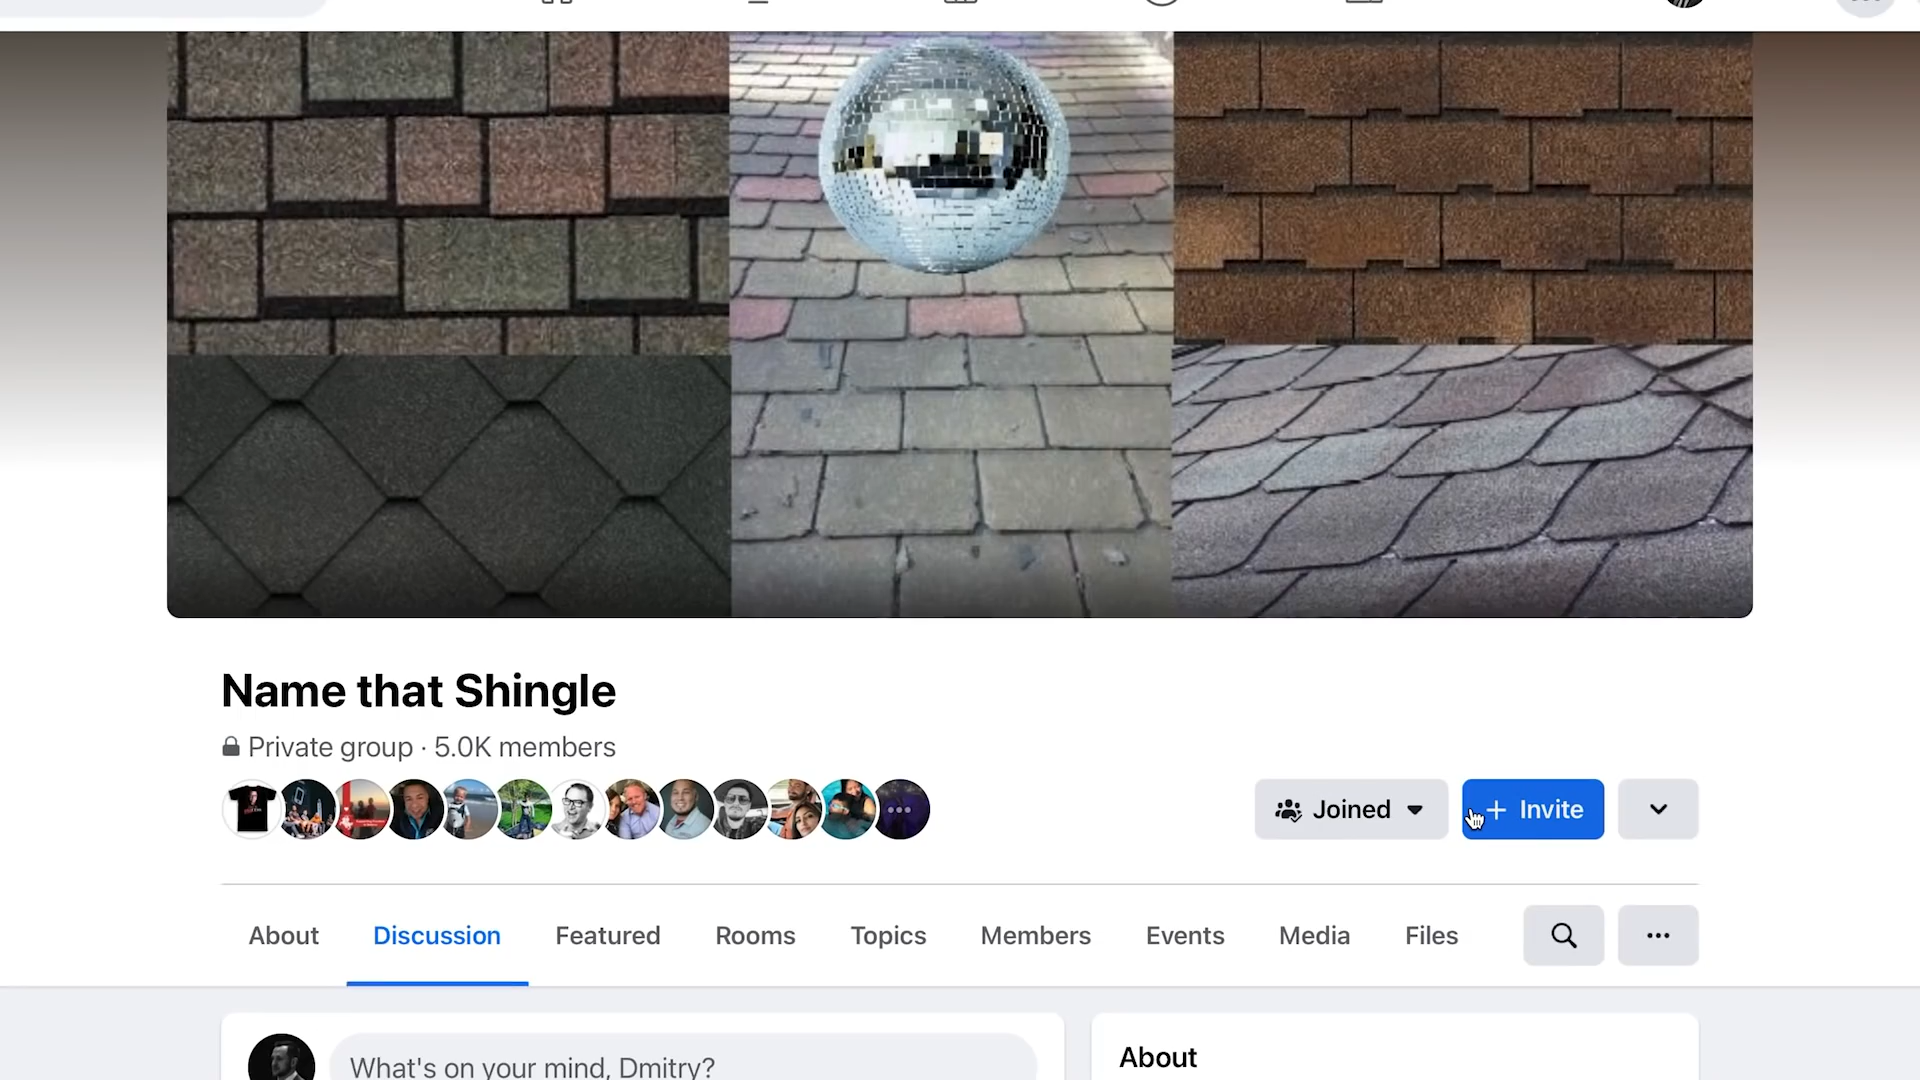 Name that Shingle
Private group · 5.0K members
Joined
+ Invite
About Discussion Featured Rooms Topics Members Events Media Files
What's on your mind, Dmitry?
About